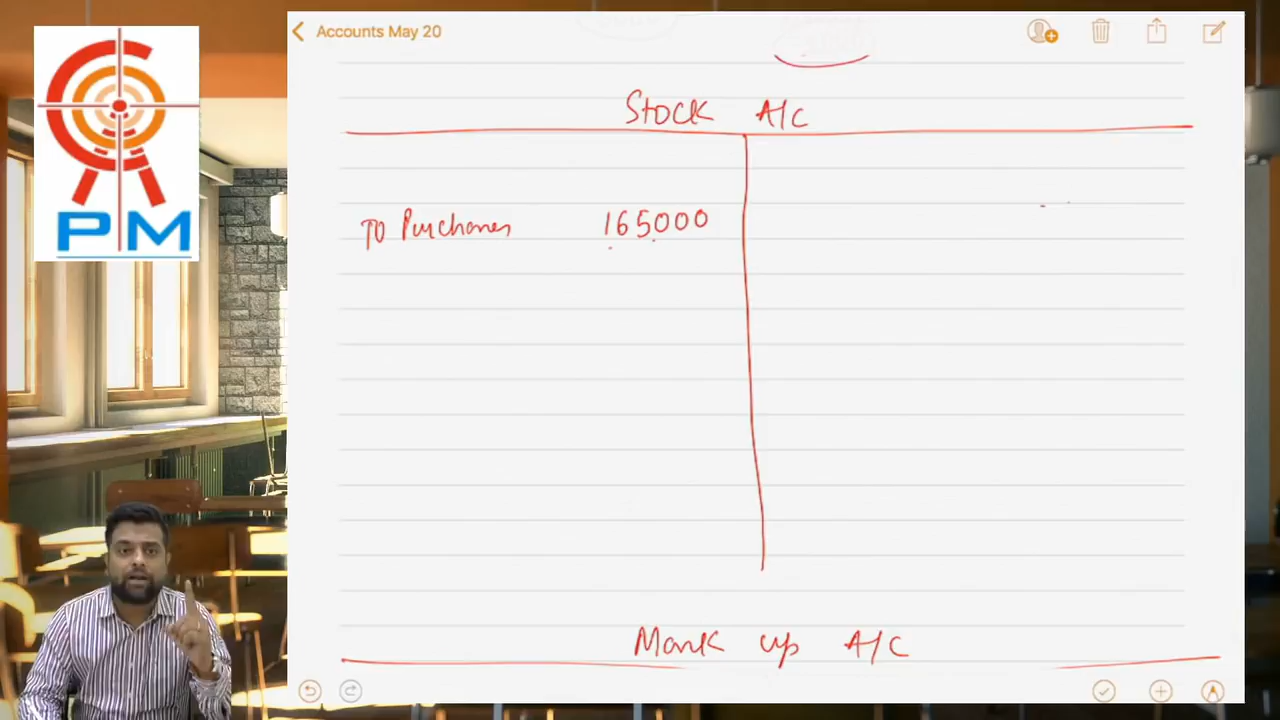 Accounts May 20
Stock A/c
To Purchases 165000
Mark up A/c
PM